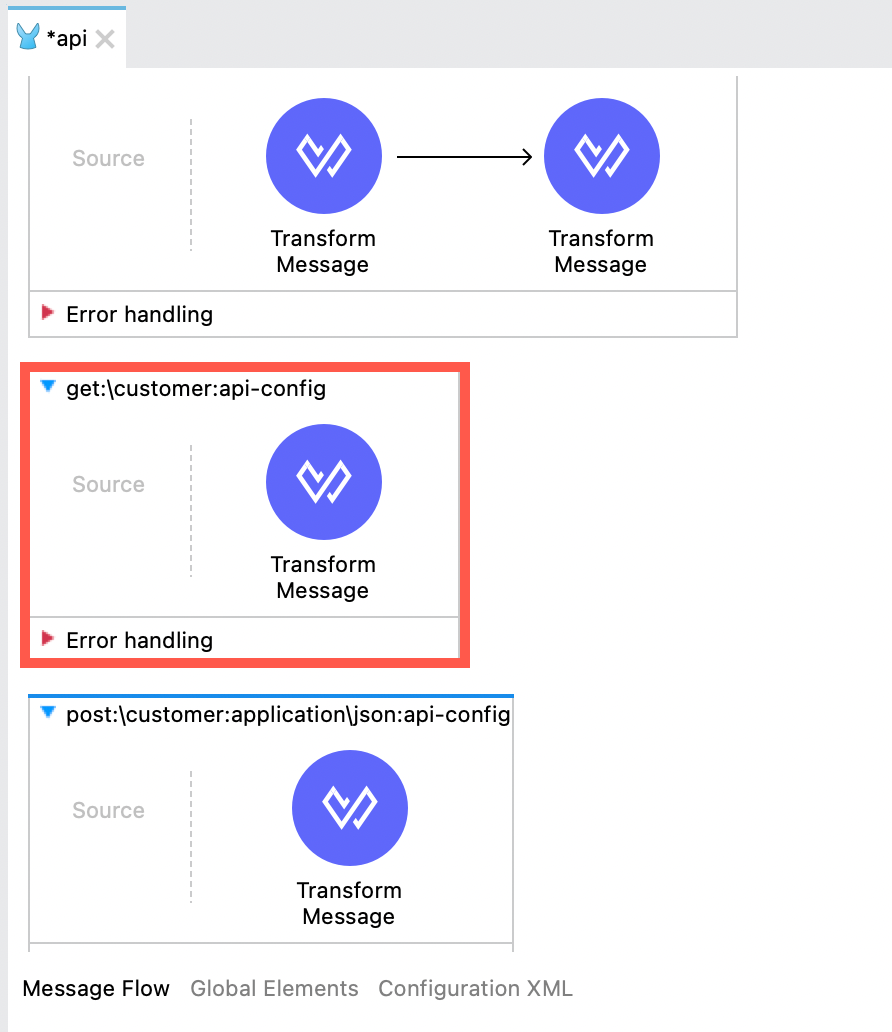 *api
Source
Transform Message
Transform Message
Error handling
get:\customer:api-config
Source
Transform Message
Error handling
post:\customer:application\json:api-config
Source
Transform Message
Message Flow Global Elements Configuration XML